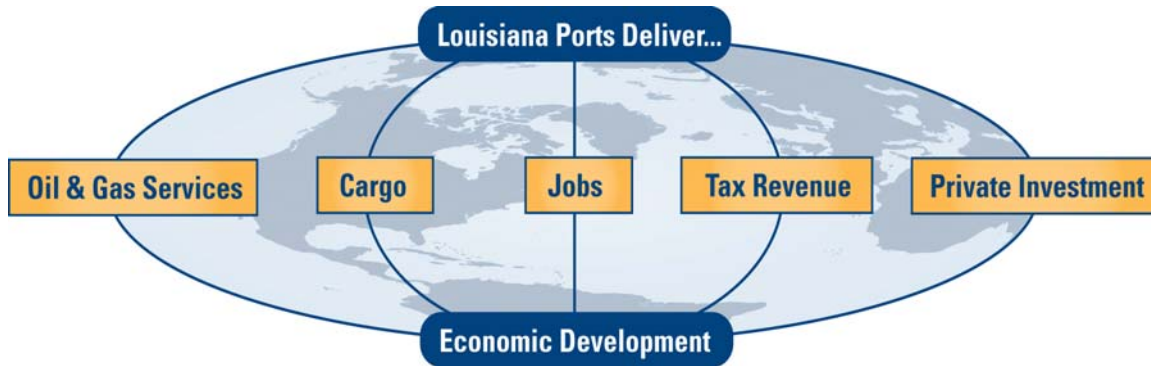 Louisiana Ports Deliver...
Oil & Gas Services
Cargo
Jobs
Tax Revenue
Private Investment
Economic Development